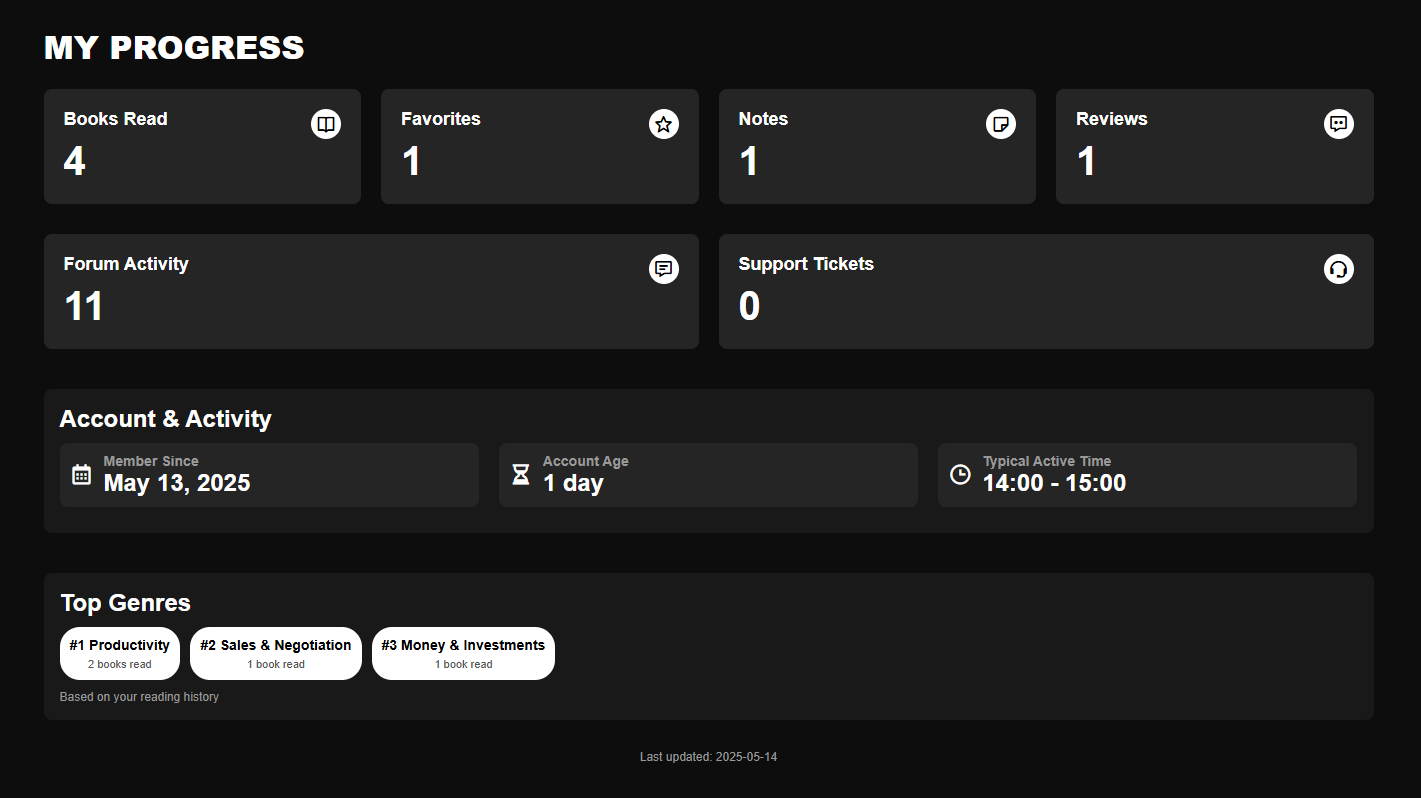 MY PROGRESS
Books Read
4
Favorites
1
Notes
1
Reviews
1
Forum Activity
11
Support Tickets
0
Account & Activity
Member Since
May 13, 2025
Account Age
1 day
Typical Active Time
14:00 - 15:00
Top Genres
#1 Productivity
2 books read
#2 Sales & Negotiation
1 book read
#3 Money & Investments
1 book read
Based on your reading history
Last updated: 2025-05-14